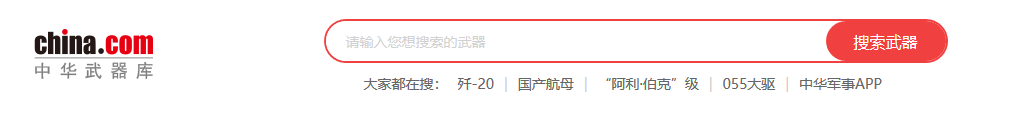 china.com
中华武器库
请输入您想搜索的武器
搜索武器
大家都在搜： 歼-20 | 国产航母 | “阿利·伯克”级 | 055大驱 | 中华军事APP